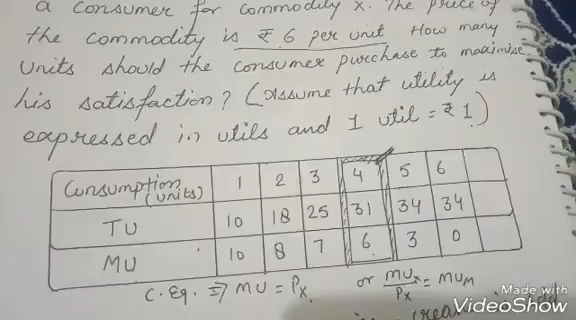 a consumer for commodity x. The price of
the commodity is ₹ 6 per unit How many
Units should the consumer purchase to maximise
his satisfaction? (Assume that utility is
expressed in utils and 1 util = ₹ 1)
Consumption (Units) 1 2 3 4 5 6
TU 10 18 25 31 34 34
MU 10 8 7 6 3 0
C. Eq. ⇒ MU = Px or MUx/Px = MUM
Made with
VideoShow